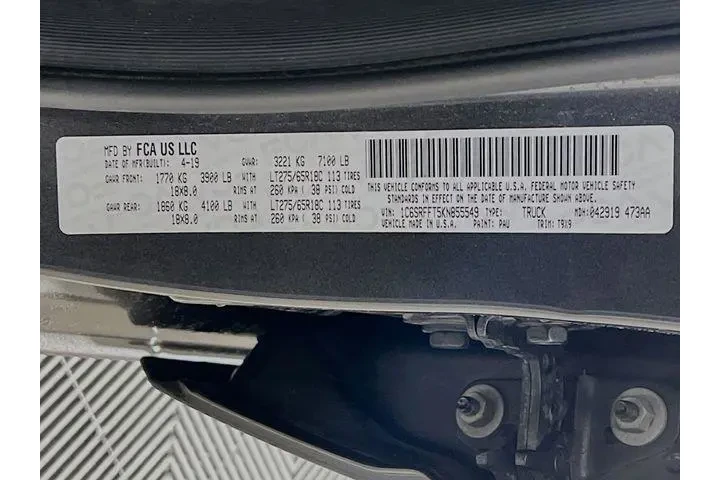 MFD BY FCA US LLC
DATE OF MFR(BUILT): 4-19 GVWR: 3221 KG 7100 LB
GAWR FRONT: 1770 KG 3900 LB WITH LT275/65R18C 113 TIRES
18X8.0 RIMS AT 260 KPA ( 38 PSI) COLD
GAWR REAR: 1860 KG 4100 LB WITH LT275/65R18C 113 TIRES
18X8.0 RIMS AT 260 KPA ( 38 PSI) COLD
THIS VEHICLE CONFORMS TO ALL APPLICABLE U.S.A. FEDERAL MOTOR VEHICLE SAFETY
STANDARDS IN EFFECT ON THE DATE OF MANUFACTURE SHOWN ABOVE.
VIN: 1C6SRFFT5KN855549 TYPE: TRUCK MDH: 042919 473AA
VEHICLE MADE IN U.S.A. PAINT: PAU TRIM: T9X9